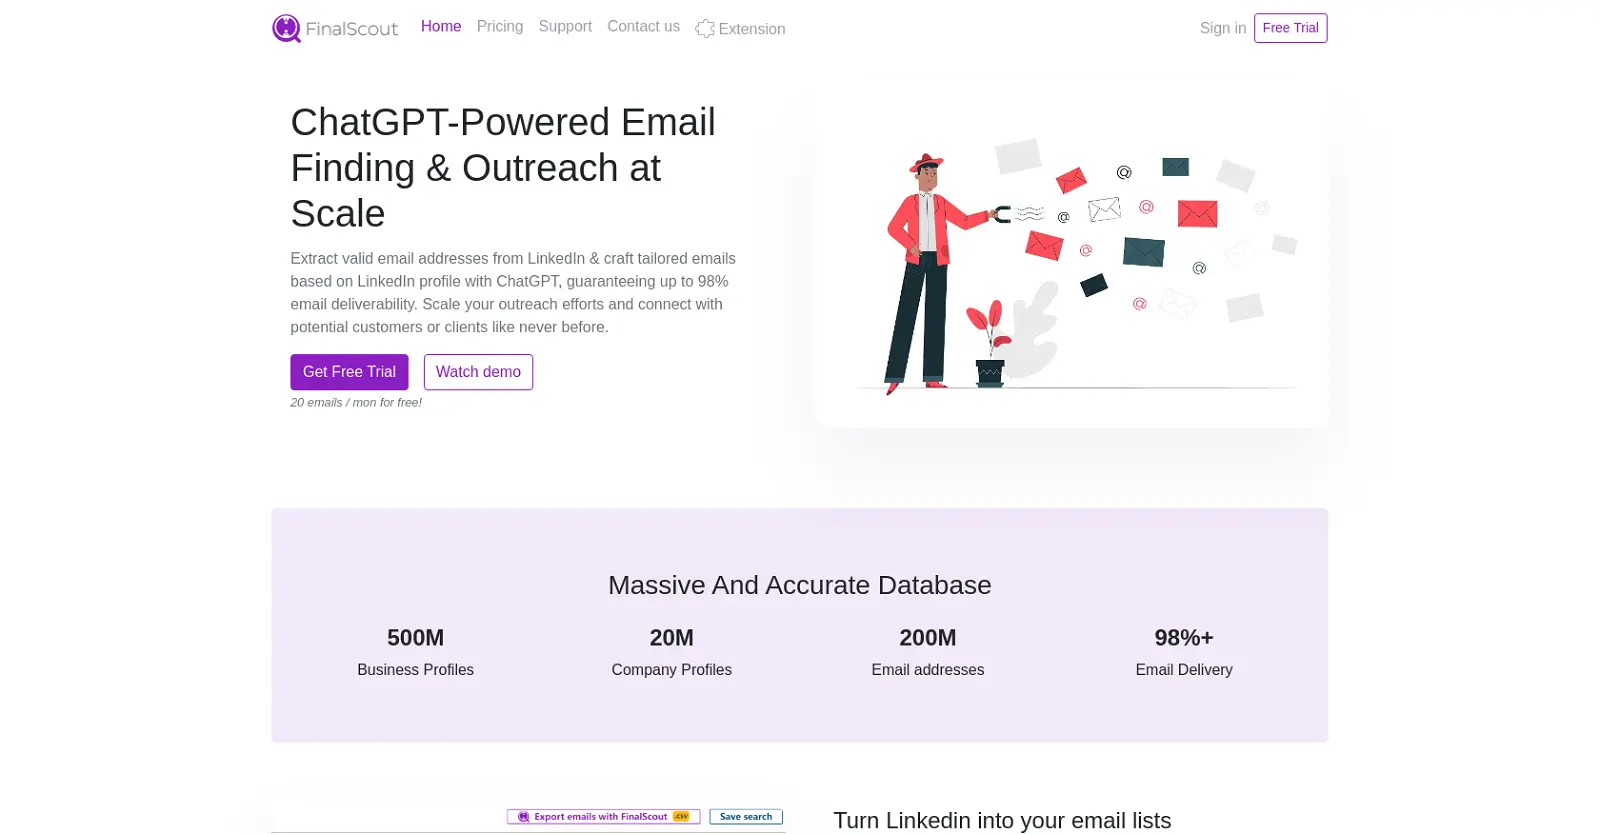 FinalScout
Home
Pricing
Support
Contact us
Extension
Sign in
Free Trial
ChatGPT-Powered Email
Finding & Outreach at
Scale
Extract valid email addresses from LinkedIn & craft tailored emails
based on LinkedIn profile with ChatGPT, guaranteeing up to 98%
email deliverability. Scale your outreach efforts and connect with
potential customers or clients like never before.
Get Free Trial
Watch demo
20 emails / mon for free!
Massive And Accurate Database
500M
Business Profiles
20M
Company Profiles
200M
Email addresses
98%+
Email Delivery
Export emails with FinalScout .CSV
Save search
Turn Linkedin into your email lists